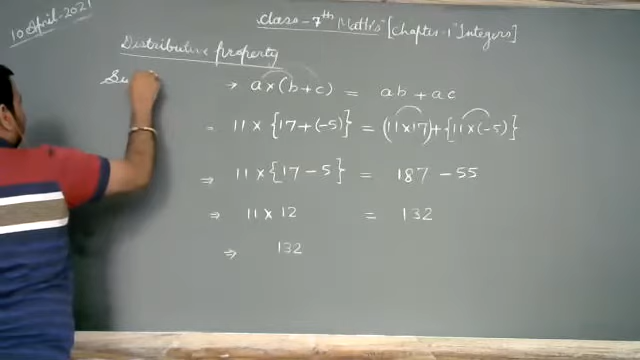 10 April - 2021
class - 7th Maths [Chapter - 1 Integers]
Distributive property
→ a×(b+c) = ab + ac
= 11 × {17+(-5)} = (11×17)+{11×(-5)}
⇒ 11 × {17 - 5} = 187 - 55
⇒ 11 × 12 = 132
⇒ 132